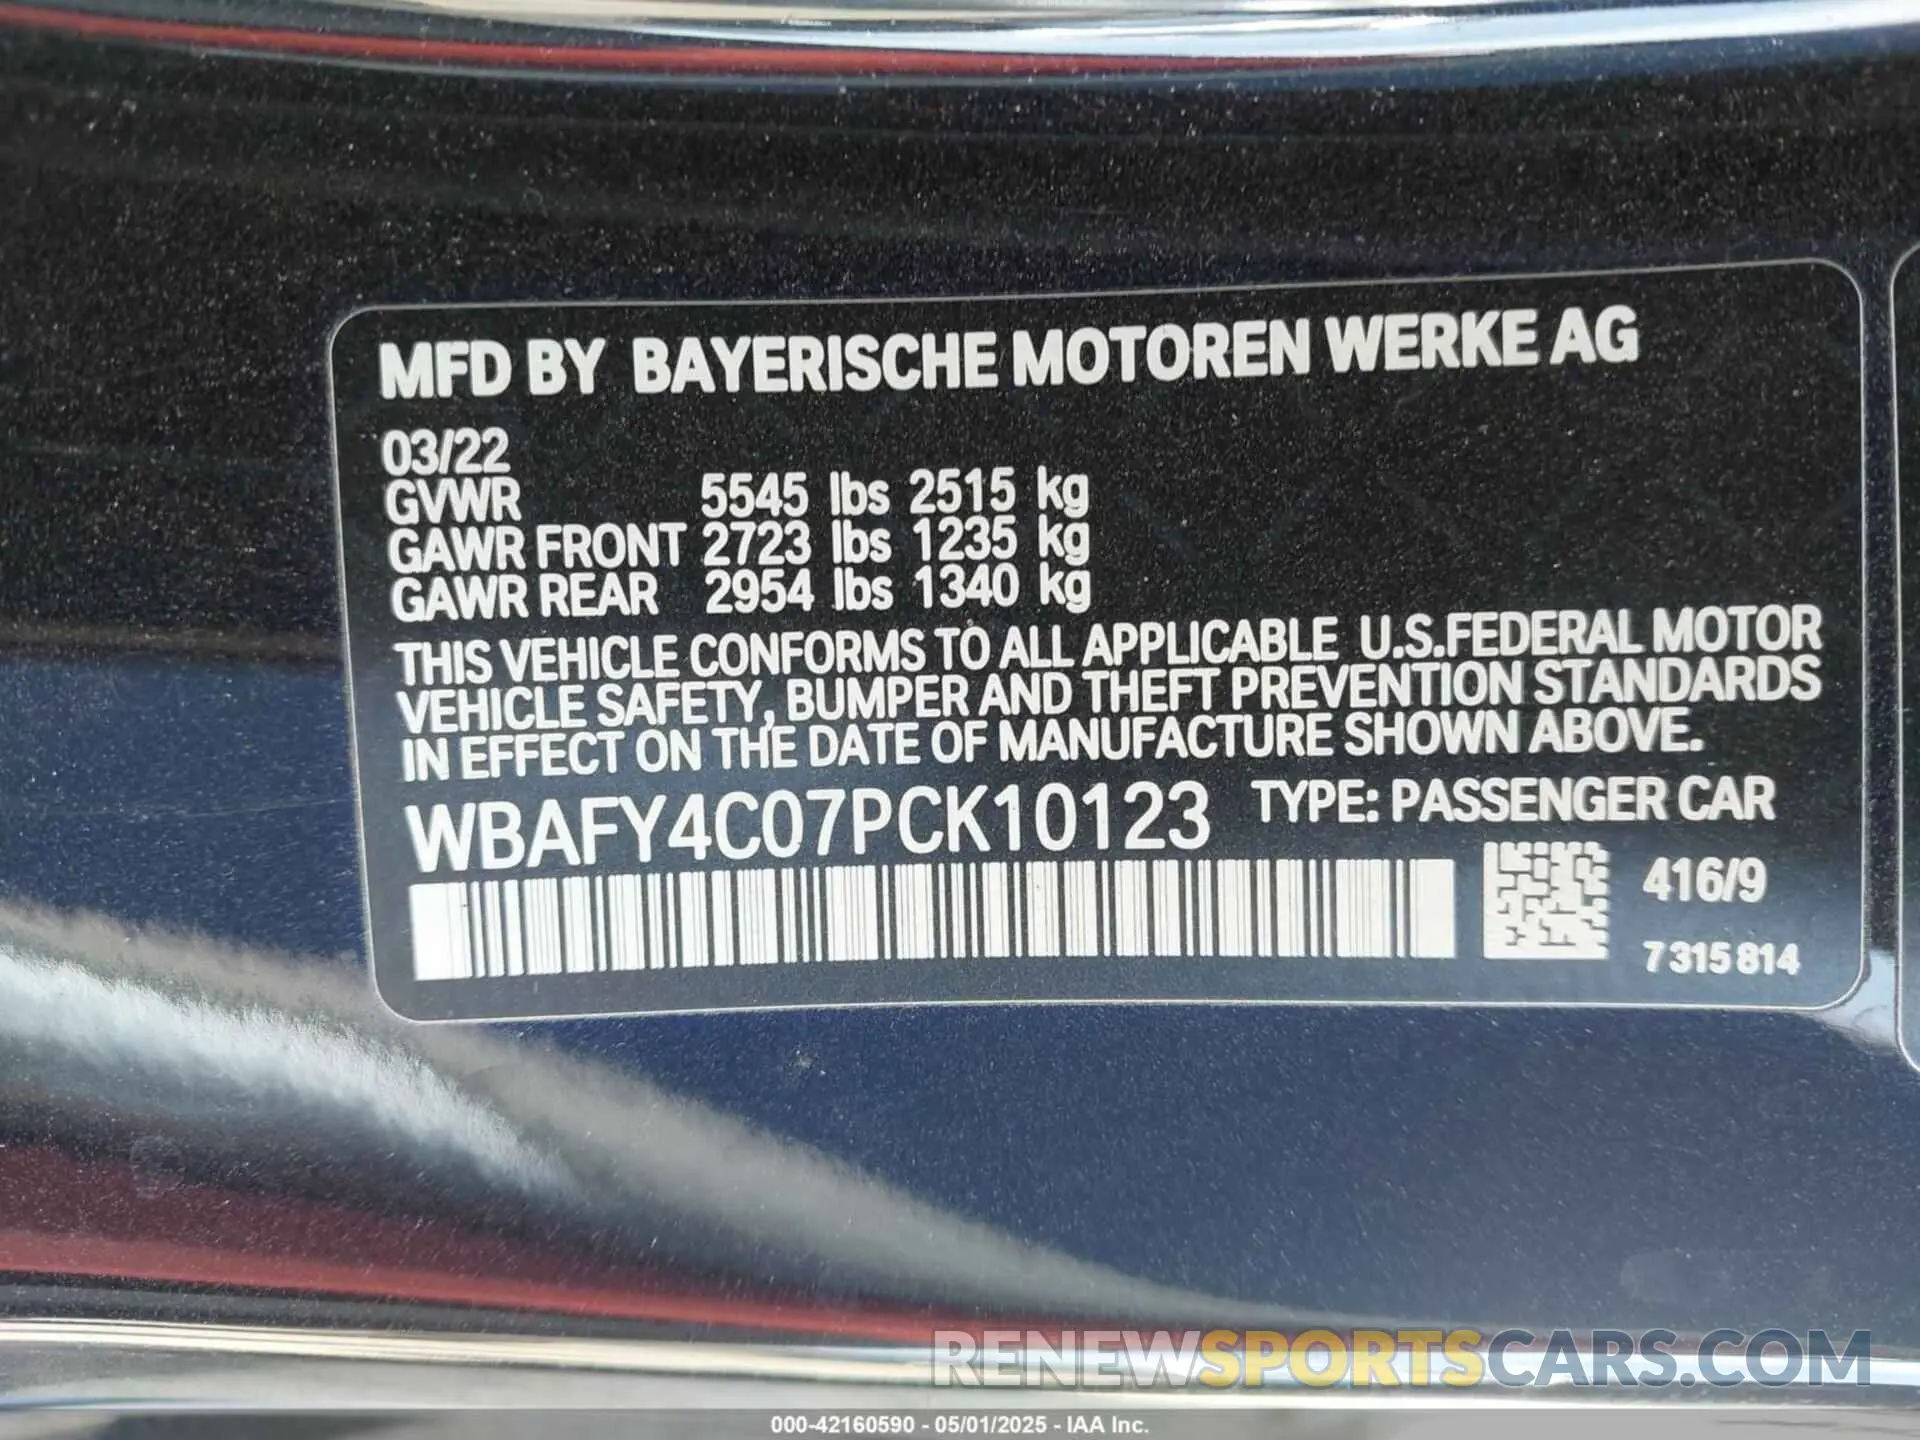 MFD BY BAYERISCHE MOTOREN WERKE AG
03/22
GVWR 5545 lbs 2515 kg
GAWR FRONT 2723 lbs 1235 kg
GAWR REAR 2954 lbs 1340 kg
THIS VEHICLE CONFORMS TO ALL APPLICABLE U.S.FEDERAL MOTOR
VEHICLE SAFETY, BUMPER AND THEFT PREVENTION STANDARDS
IN EFFECT ON THE DATE OF MANUFACTURE SHOWN ABOVE.
WBAFY4C07PCK10123 TYPE: PASSENGER CAR
416/9
7 315 814
RENEWSPORTSCARS.COM
000-42160590 - 05/01/2025 - IAA Inc.